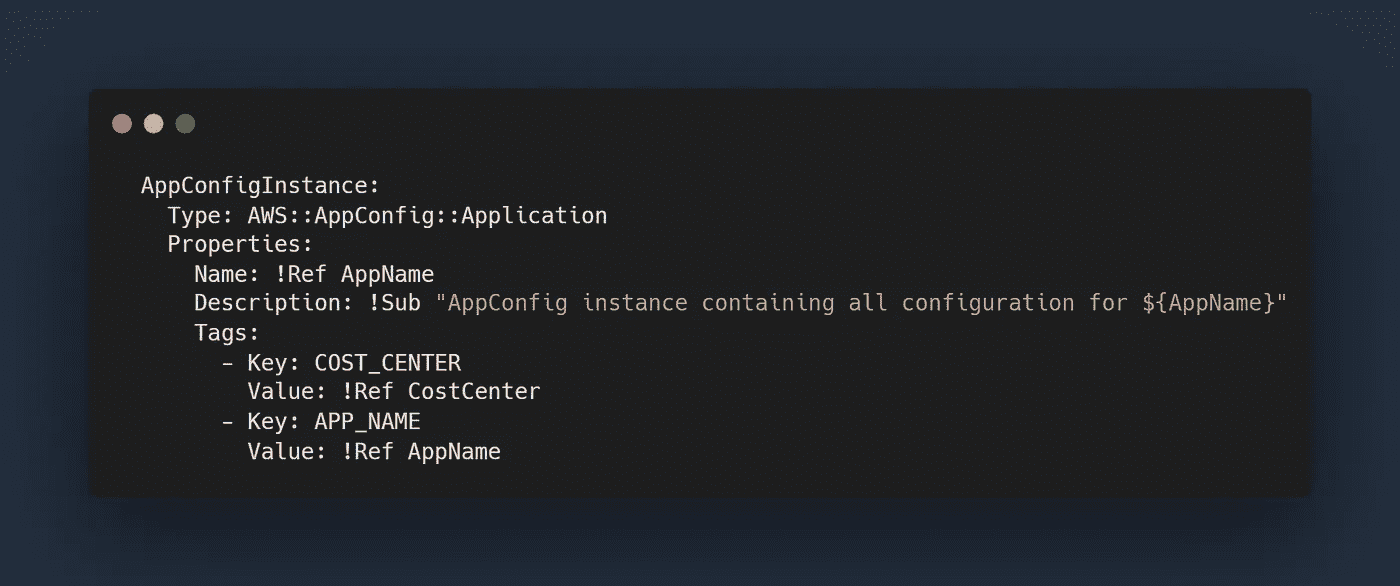 AppConfigInstance:
  Type: AWS::AppConfig::Application
  Properties:
    Name: !Ref AppName
    Description: !Sub "AppConfig instance containing all configuration for ${AppName}"
    Tags:
      - Key: COST_CENTER
        Value: !Ref CostCenter
      - Key: APP_NAME
        Value: !Ref AppName